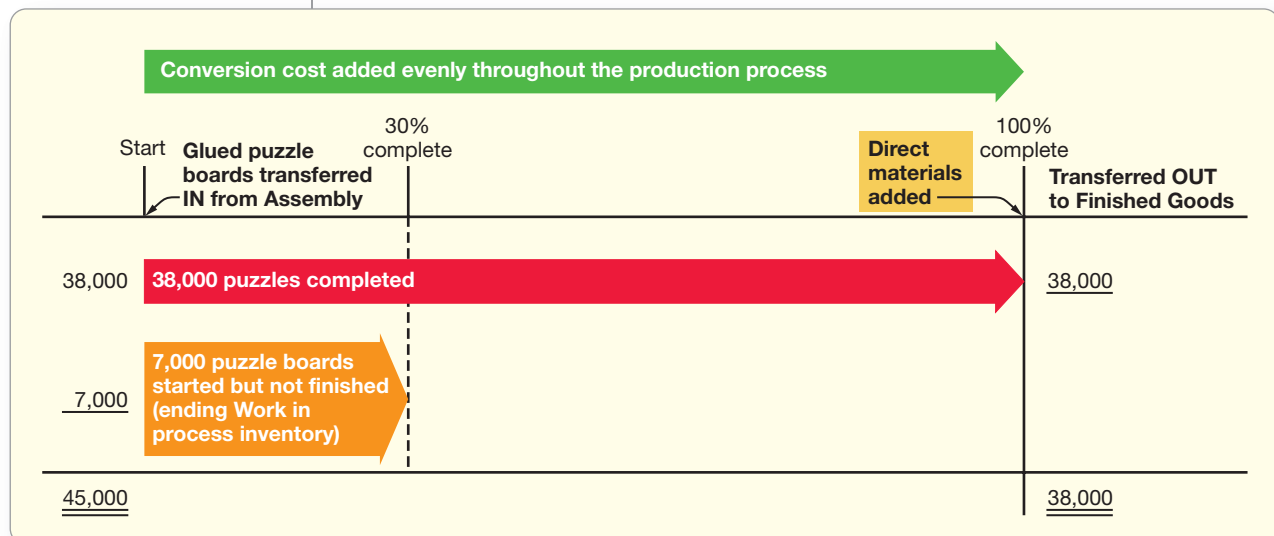 Conversion cost added evenly throughout the production process
Start
Glued puzzle
boards transferred
IN from Assembly
30%
complete
Direct
materials
added
100%
complete
Transferred OUT
to Finished Goods
38,000
38,000 puzzles completed
38,000
7,000
7,000 puzzle boards
started but not finished
(ending Work in
process inventory)
45,000
38,000